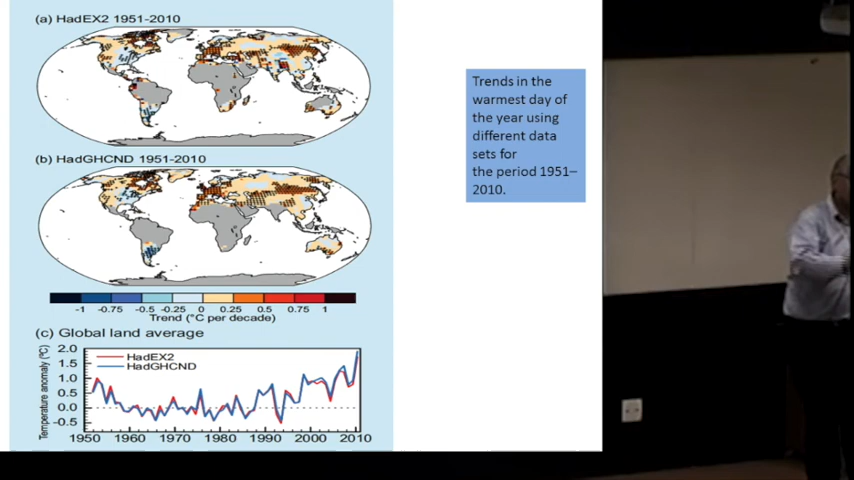 (a) HadEX2 1951-2010
(b) HadGHCND 1951-2010
-1 -0.75 -0.5 -0.25 0 0.25 0.5 0.75 1
Trend (°C per decade)
(c) Global land average
Temperature anomaly (°C)
2.0
1.5
1.0
0.5
0.0
-0.5
HadEX2
HadGHCND
1950 1960 1970 1980 1990 2000 2010
Trends in the
warmest day of
the year using
different data
sets for
the period 1951–
2010.